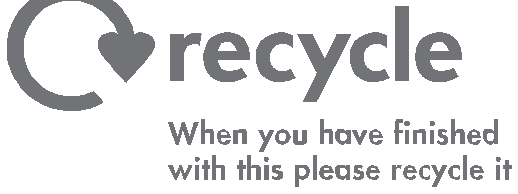 recycle
When you have finished
with this please recycle it